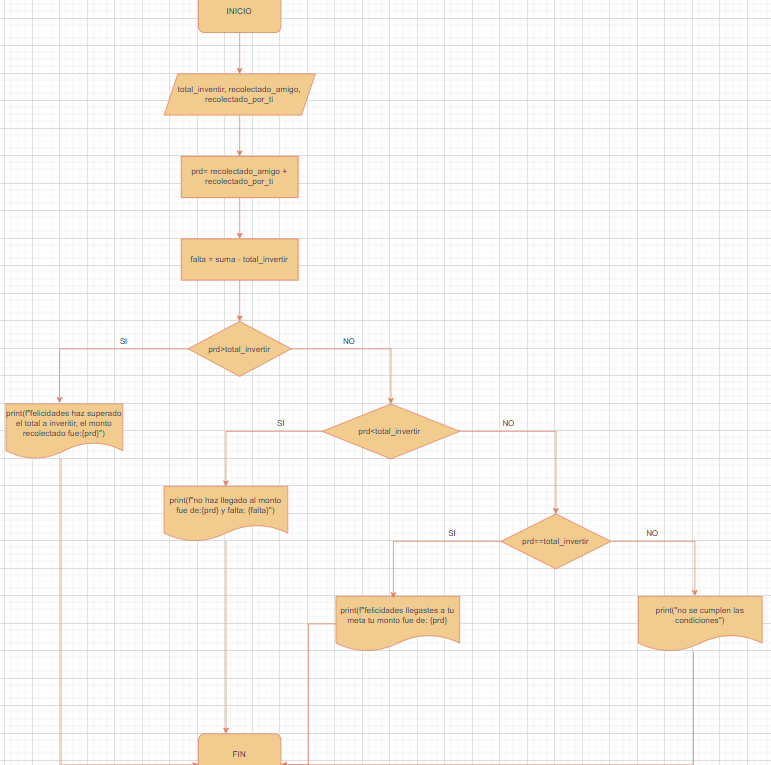 INICIO
total_inventir, recolectado_amigo,
recolectado_por_ti
prd= recolectado_amigo +
recolectado_por_ti
falta = suma - total_invertir
prd>total_invertir
SI
NO
print(f"felicidades haz superado
el total a inveritir, el monto
recolectado fue:{prd}")
prd<total_invertir
SI
NO
print(f"no haz llegado al monto
fue de:{prd} y falta: {falta}")
prd==total_invertir
SI
NO
print(f"felicidades llegastes a tu
meta tu monto fue de: {prd}
print("no se cumplen las
condiciones")
FIN